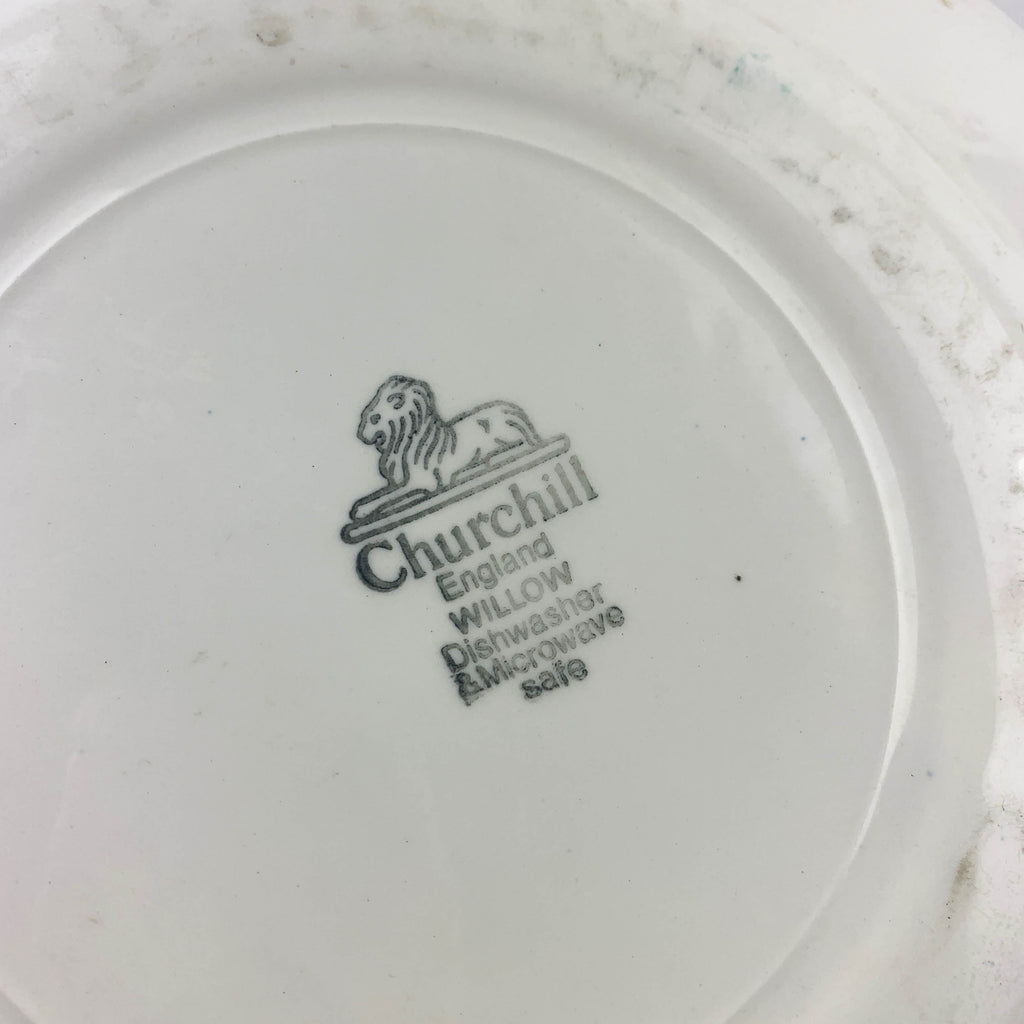 Churchill
England
WILLOW
Dishwasher
&Microwave
safe